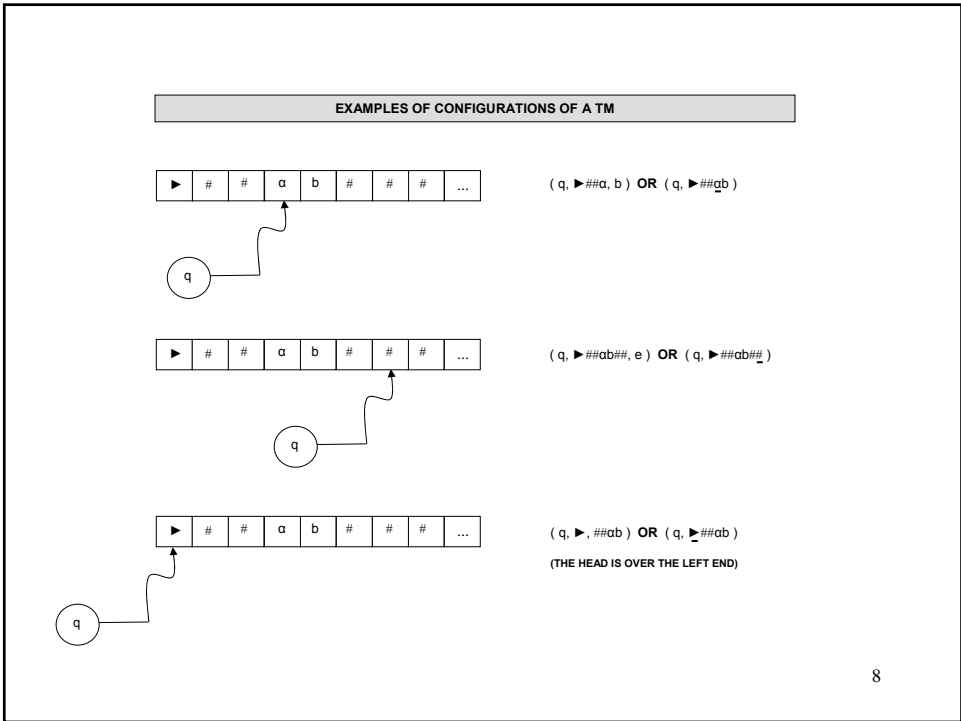 EXAMPLES OF CONFIGURATIONS OF A TM
► # # α b # # # ...
( q, ►##α, b ) OR ( q, ►##αb )
q
► # # α b # # # ...
( q, ►##αb##, e ) OR ( q, ►##αb## )
q
► # # α b # # # ...
( q, ►, ##αb ) OR ( q, ►##αb )
(THE HEAD IS OVER THE LEFT END)
q
8